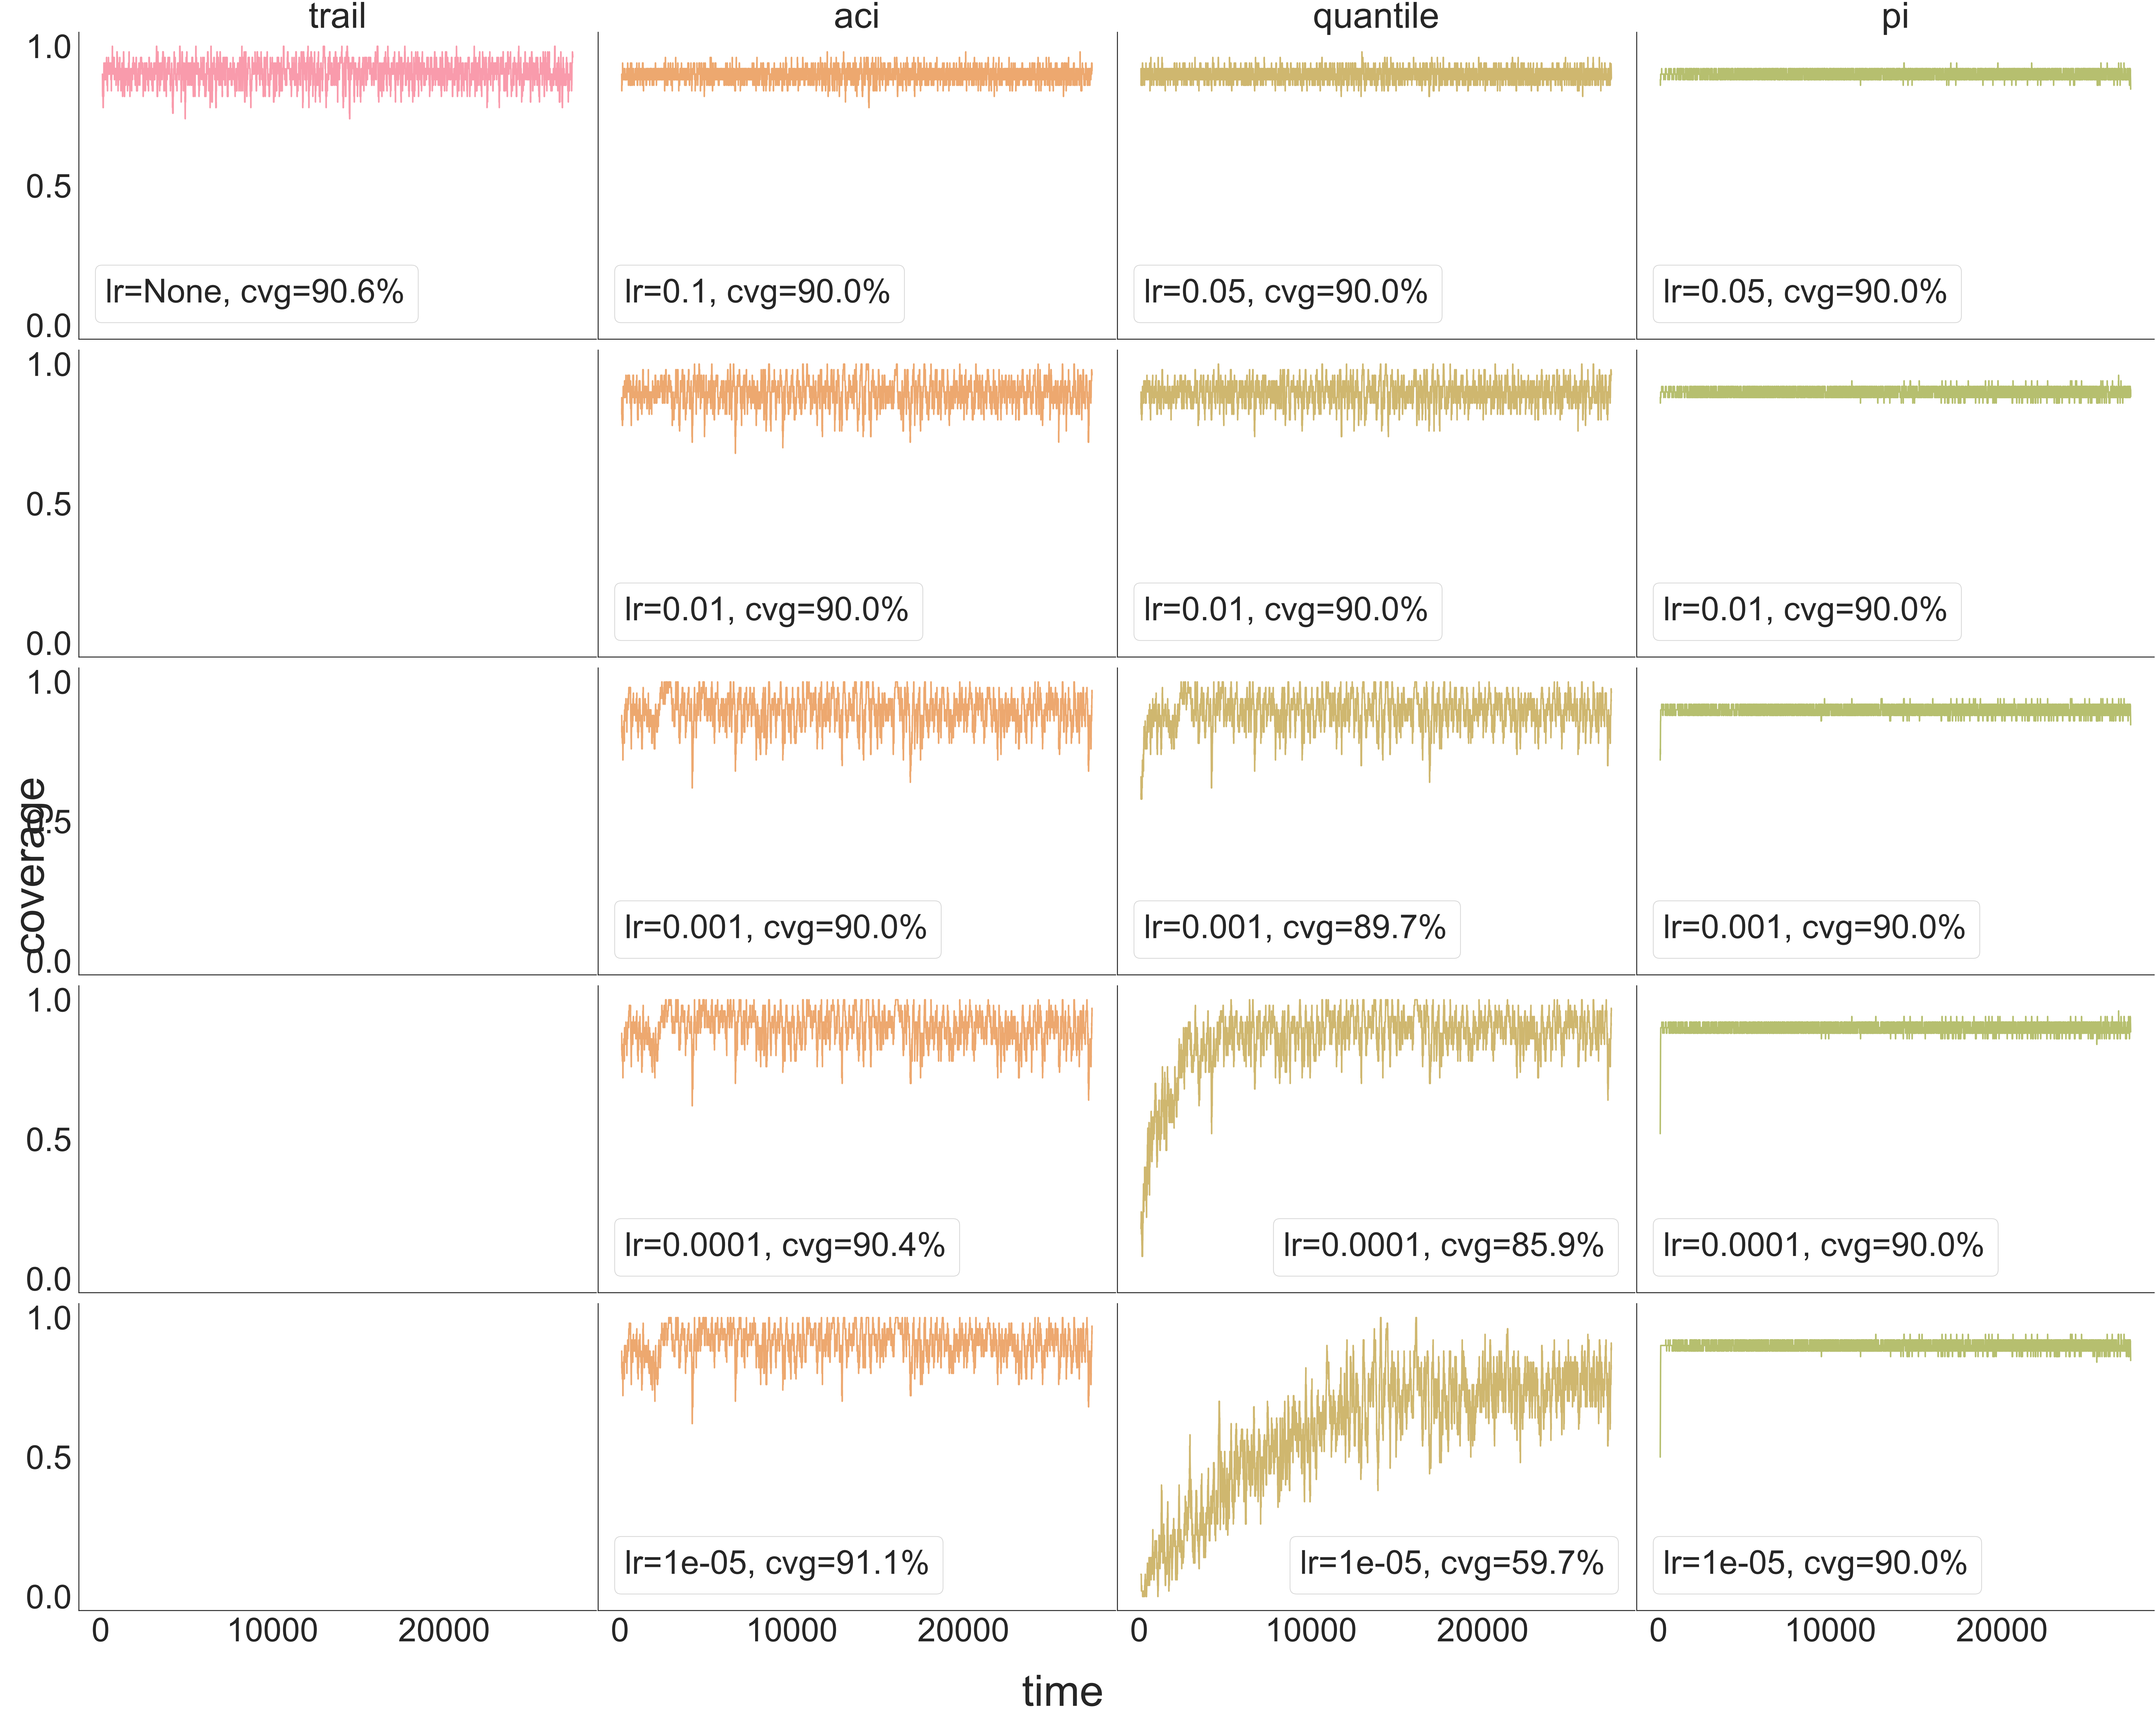 trail aci quantile pi
1.0
0.5
0.0
lr=None, cvg=90.6% lr=0.1, cvg=90.0% lr=0.05, cvg=90.0% lr=0.05, cvg=90.0%
1.0
0.5
0.0
lr=0.01, cvg=90.0% lr=0.01, cvg=90.0% lr=0.01, cvg=90.0%
coverage
1.0
0.5
0.0
lr=0.001, cvg=90.0% lr=0.001, cvg=89.7% lr=0.001, cvg=90.0%
1.0
0.5
0.0
lr=0.0001, cvg=90.4% lr=0.0001, cvg=85.9% lr=0.0001, cvg=90.0%
1.0
0.5
0.0
lr=1e-05, cvg=91.1% lr=1e-05, cvg=59.7% lr=1e-05, cvg=90.0%
0 10000 20000 0 10000 20000 0 10000 20000 0 10000 20000
time